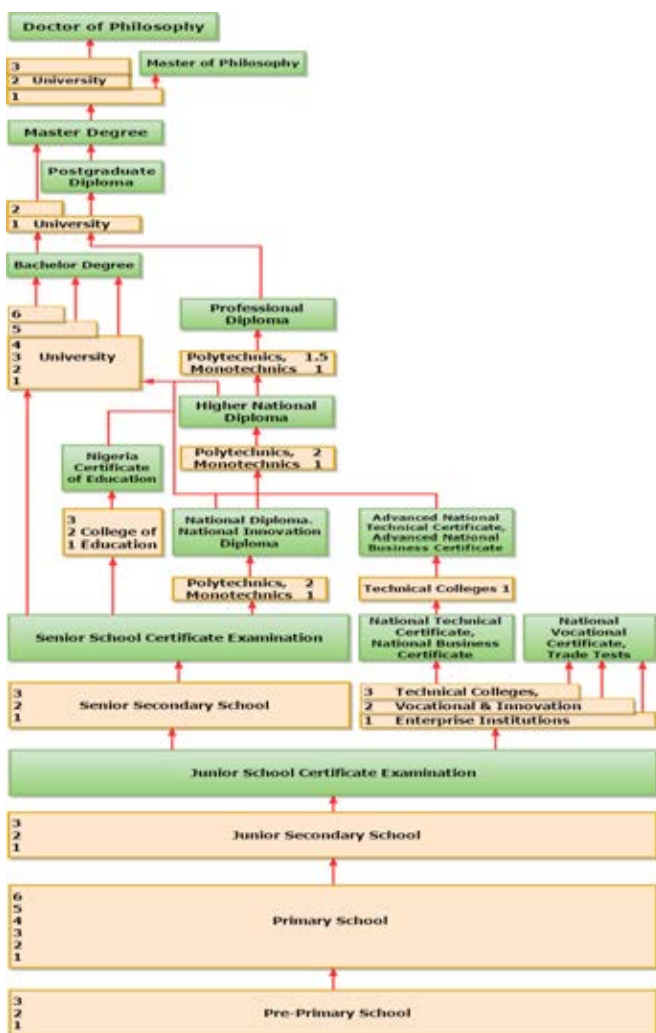 Doctor of Philosophy
3
2 University
1
Master of Philosophy
Master Degree
Postgraduate
Diploma
2
1 University
Bachelor Degree
6
5
4
3 University
2
1
Professional
Diploma
Polytechnics, 1.5
Monotechnics 1
Higher National
Diploma
Polytechnics, 2
Monotechnics 1
Nigeria
Certificate
of Education
3
2 College of
1 Education
National Diploma.
National Innovation
Diploma
Polytechnics, 2
Monotechnics 1
Advanced National
Technical Certificate,
Advanced National
Business Certificate
Technical Colleges 1
Senior School Certificate Examination
National Technical
Certificate,
National Business
Certificate
National
Vocational
Certificate,
Trade Tests
3
2 Senior Secondary School
1
3 Technical Colleges,
2 Vocational & Innovation
1 Enterprise Institutions
Junior School Certificate Examination
3
2 Junior Secondary School
1
6
5
4 Primary School
3
2
1
3
2 Pre-Primary School
1